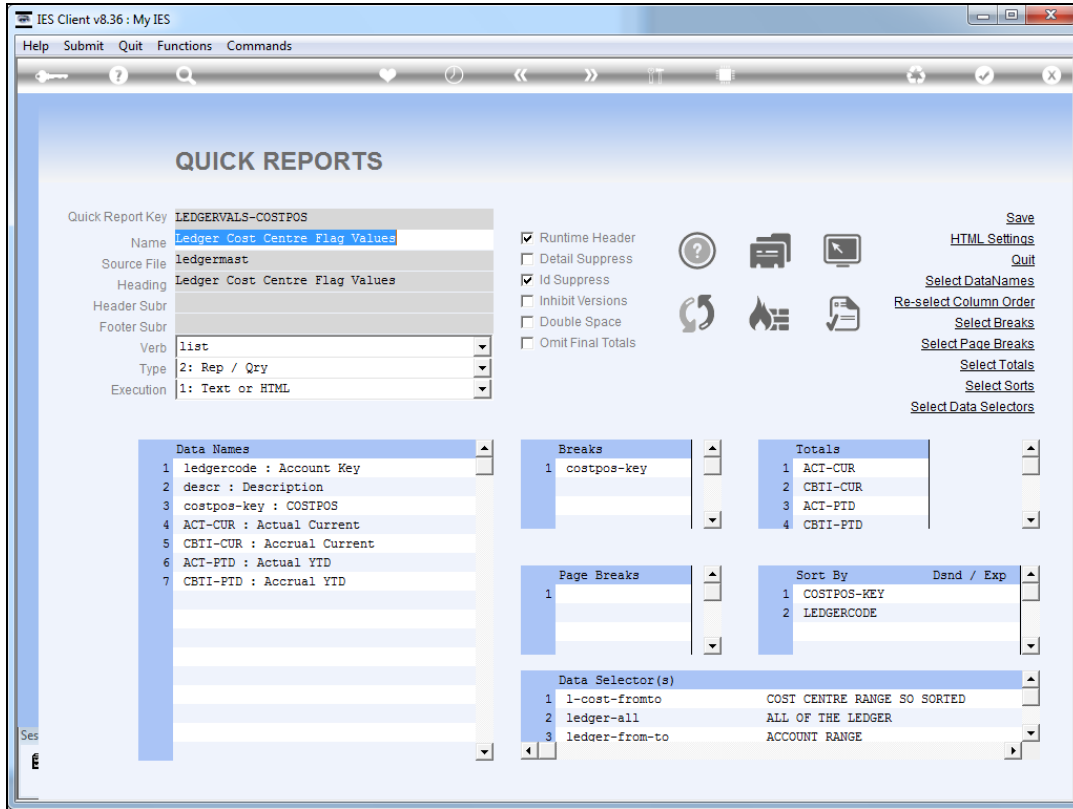 IES Client v8.36 : My IES
Help Submit Quit Functions Commands
QUICK REPORTS
Quick Report Key LEDGERVALS-COSTPOS
Name Ledger Cost Centre Flag Values
Source File ledgermast
Heading Ledger Cost Centre Flag Values
Header Subr
Footer Subr
Verb list
Type 2: Rep / Qry
Execution 1: Text or HTML
Runtime Header
Detail Suppress
Id Suppress
Inhibit Versions
Double Space
Omit Final Totals
Save
HTML Settings
Quit
Select DataNames
Re-select Column Order
Select Breaks
Select Page Breaks
Select Totals
Select Sorts
Select Data Selectors
Data Names
1 ledgercode : Account Key
2 descr : Description
3 costpos-key : COSTPOS
4 ACT-CUR : Actual Current
5 CBTI-CUR : Accrual Current
6 ACT-PTD : Actual YTD
7 CBTI-PTD : Accrual YTD
Breaks
1 costpos-key
Totals
1 ACT-CUR
2 CBTI-CUR
3 ACT-PTD
4 CBTI-PTD
Page Breaks
1
Sort By Dsnd / Exp
1 COSTPOS-KEY
2 LEDGERCODE
Data Selector(s)
1 l-cost-fromto COST CENTRE RANGE SO SORTED
2 ledger-all ALL OF THE LEDGER
3 ledger-from-to ACCOUNT RANGE
Ses